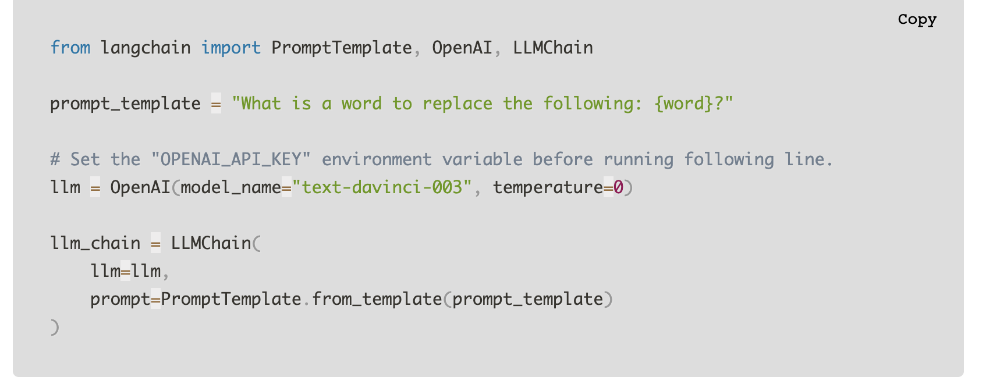 Copy
from langchain import PromptTemplate, OpenAI, LLMChain
prompt_template = "What is a word to replace the following: {word}?"
# Set the "OPENAI_API_KEY" environment variable before running following line.
llm = OpenAI(model_name="text-davinci-003", temperature=0)
llm_chain = LLMChain(
    llm=llm,
    prompt=PromptTemplate.from_template(prompt_template)
)